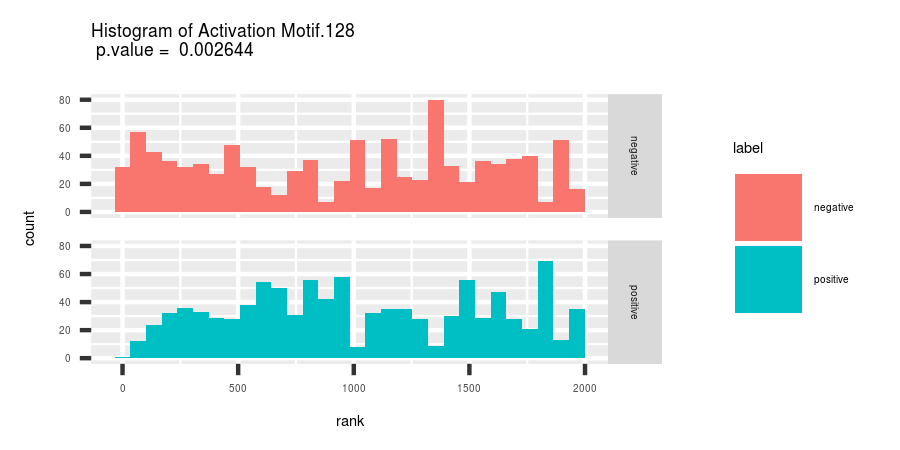 Histogram of Activation Motif.128
p.value = 0.002644
count
80
60
40
20
0
negative
80
60
40
20
0
positive
0 500 1000 1500 2000
rank
label
negative
positive